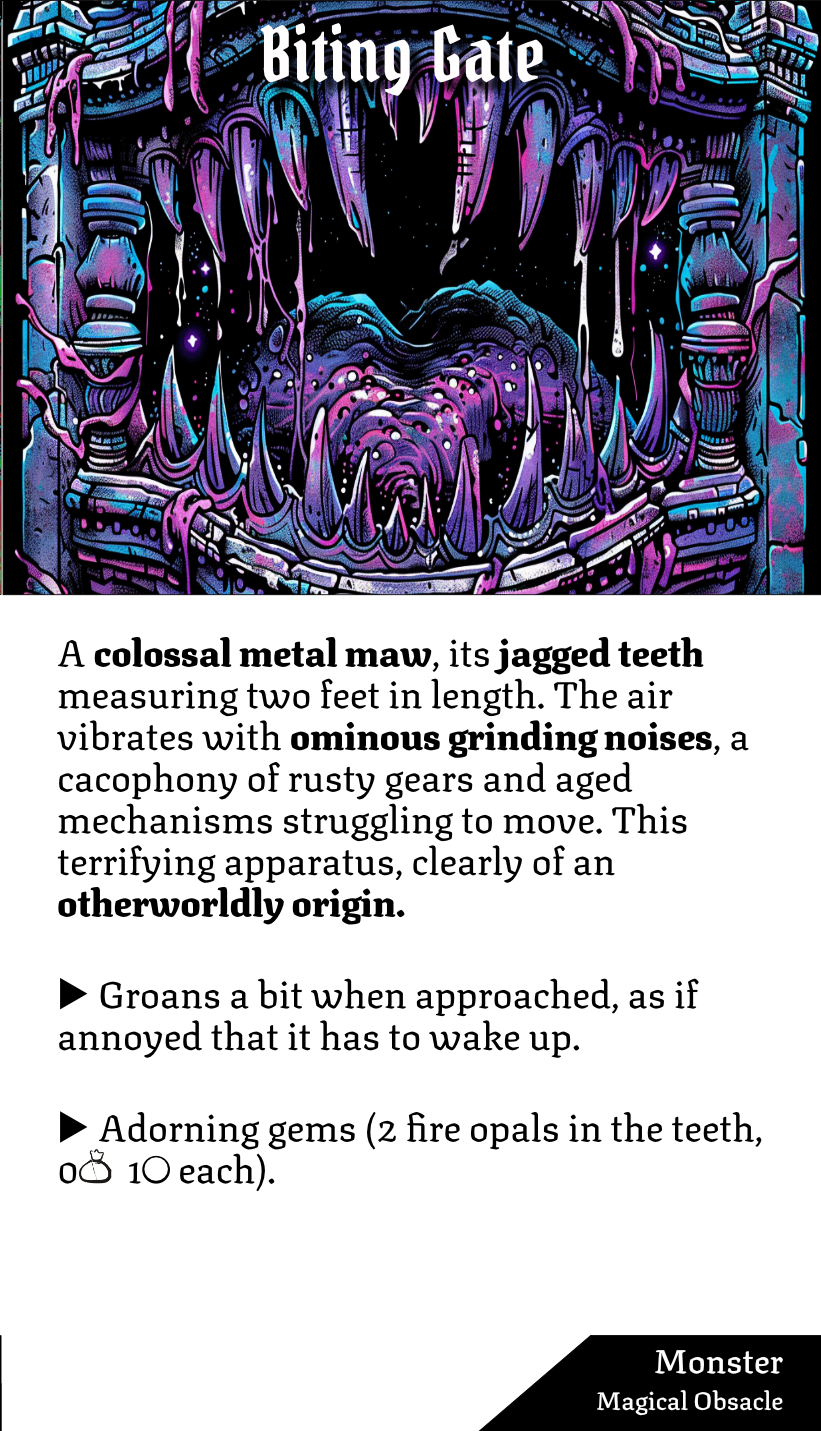 Biting Gate
A colossal metal maw, its jagged teeth
measuring two feet in length. The air
vibrates with ominous grinding noises, a
cacophony of rusty gears and aged
mechanisms struggling to move. This
terrifying apparatus, clearly of an
otherworldly origin.
▶ Groans a bit when approached, as if
annoyed that it has to wake up.
▶ Adorning gems (2 fire opals in the teeth,
0 1 each).
Monster
Magical Obsacle